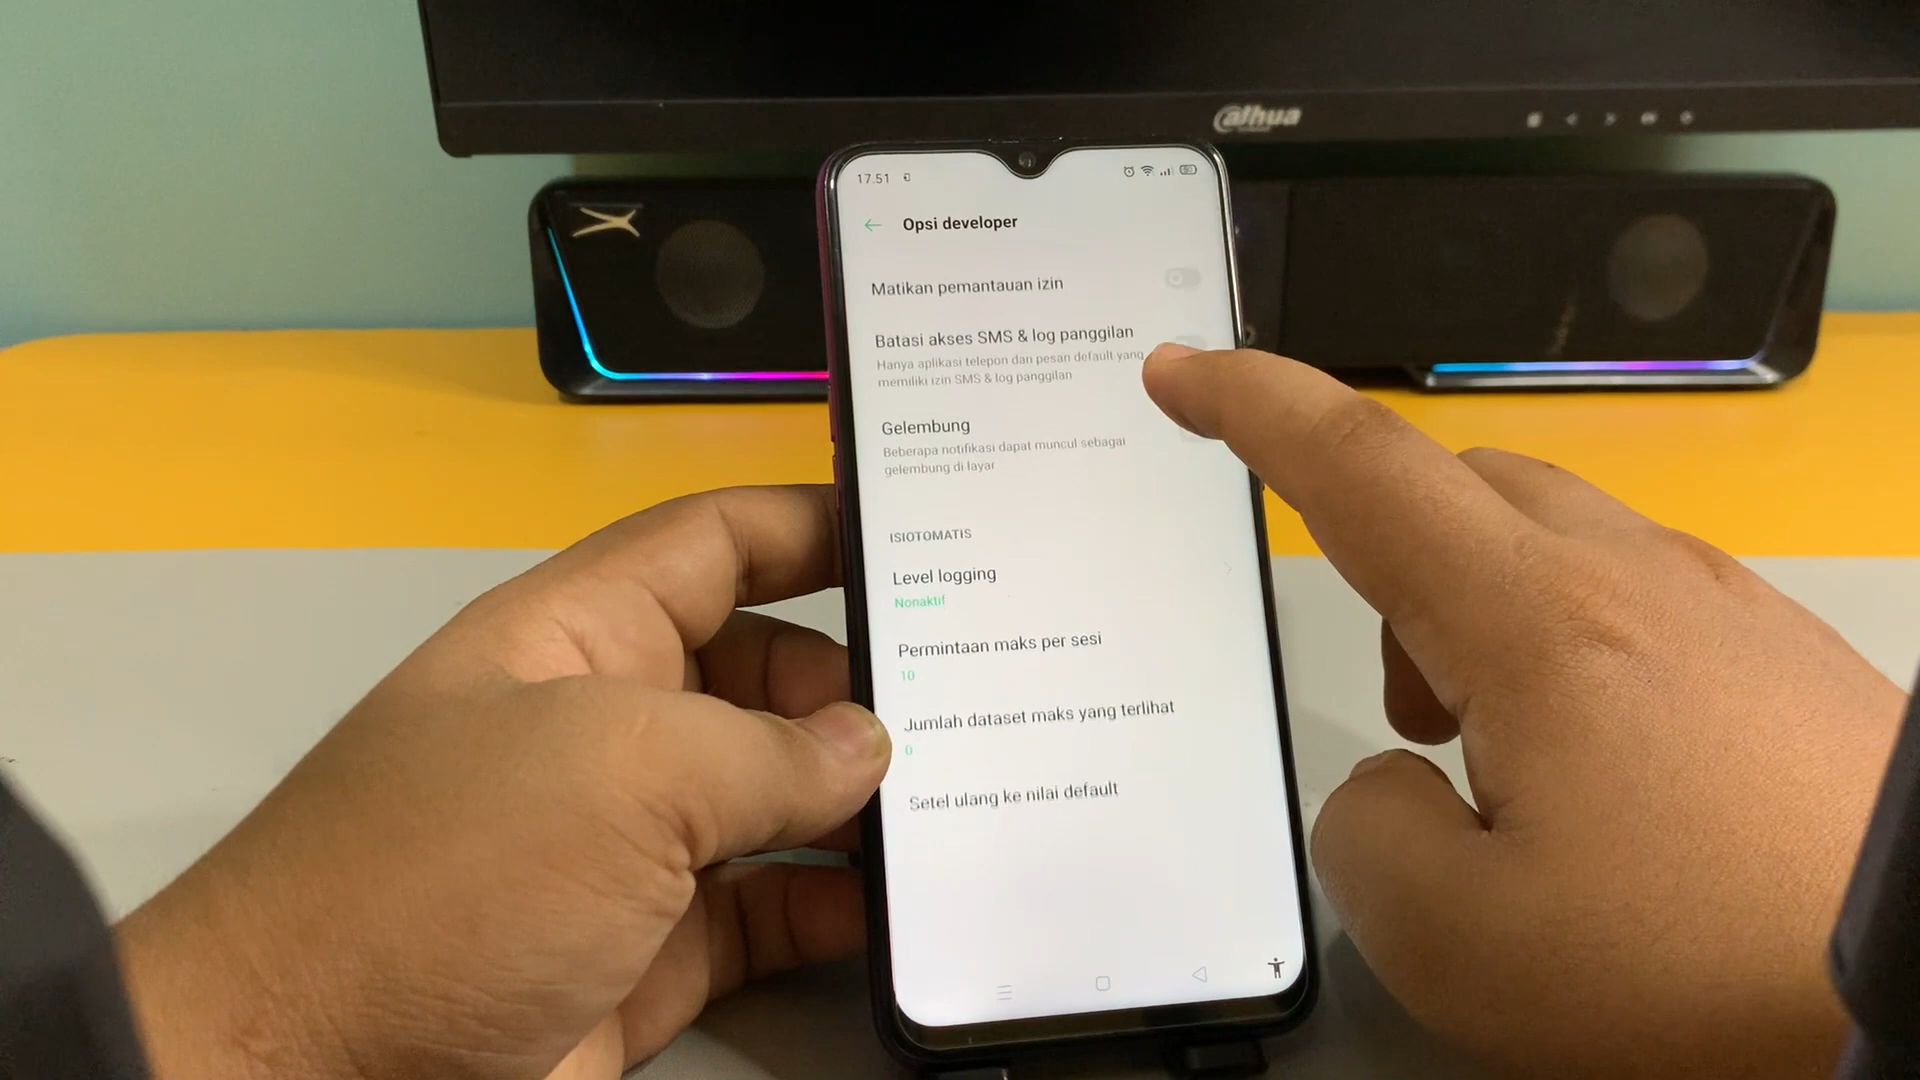 alhua
17.51
Opsi developer
Matikan pemantauan izin
Batasi akses SMS & log panggilan
Hanya aplikasi telepon dan pesan default yang
memiliki izin SMS & log panggilan
Gelembung
Beberapa notifikasi dapat muncul sebagai
gelembung di layar
ISIOTOMATIS
Level logging
Nonaktif
Permintaan maks per sesi
10
Jumlah dataset maks yang terlihat
0
Setel ulang ke nilai default